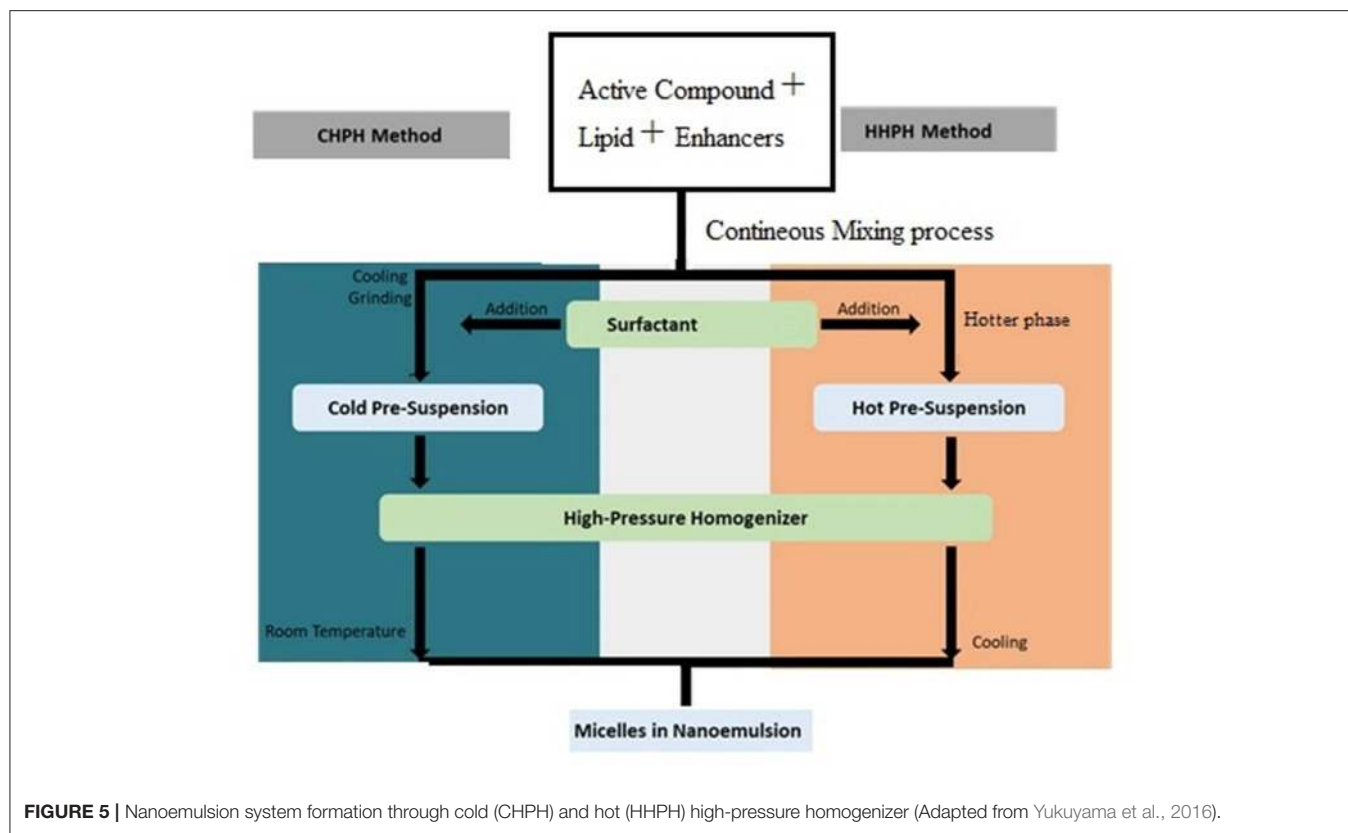 Active Compound +
Lipid + Enhancers
CHPH Method
HHPH Method
Contineous Mixing process
Cooling
Grinding
Addition
Surfactant
Addition
Hotter phase
Cold Pre-Suspension
Hot Pre-Suspension
High-Pressure Homogenizer
Room Temperature
Cooling
Micelles in Nanoemulsion
FIGURE 5 | Nanoemulsion system formation through cold (CHPH) and hot (HHPH) high-pressure homogenizer (Adapted from Yukuyama et al., 2016).